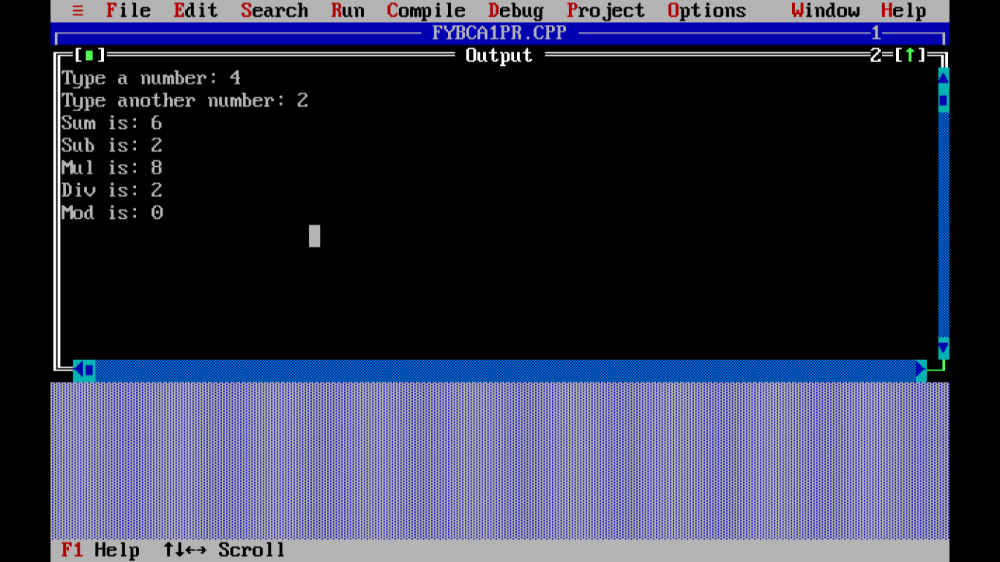 ≡ File Edit Search Run Compile Debug Project Options Window Help
FYBCA1PR.CPP 1
[■] Output 2=[↑]
Type a number: 4
Type another number: 2
Sum is: 6
Sub is: 2
Mul is: 8
Div is: 2
Mod is: 0
F1 Help ↑↓←→ Scroll